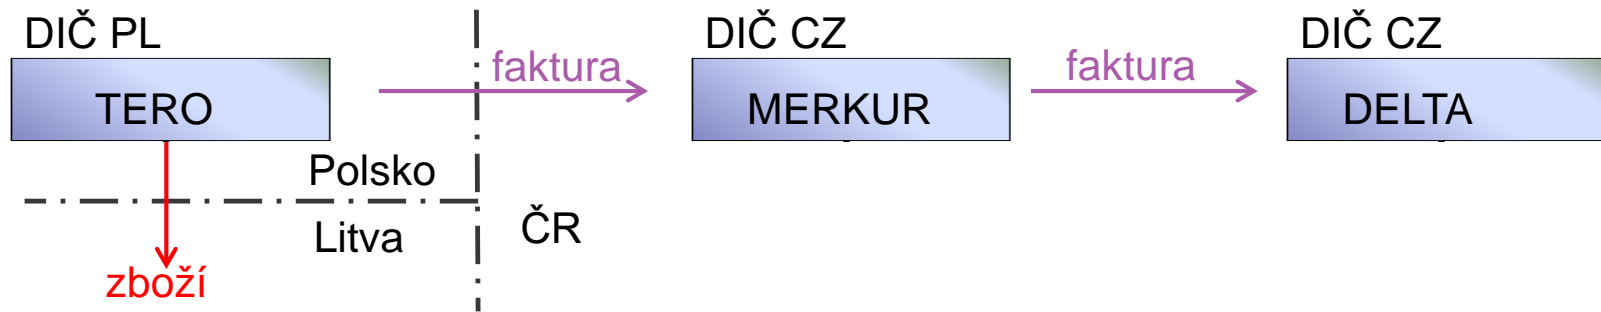 DIČ PL
DIČ CZ
DIČ CZ
faktura
faktura
TERO
MERKUR
DELTA
Polsko
Litva
ČR
zboží